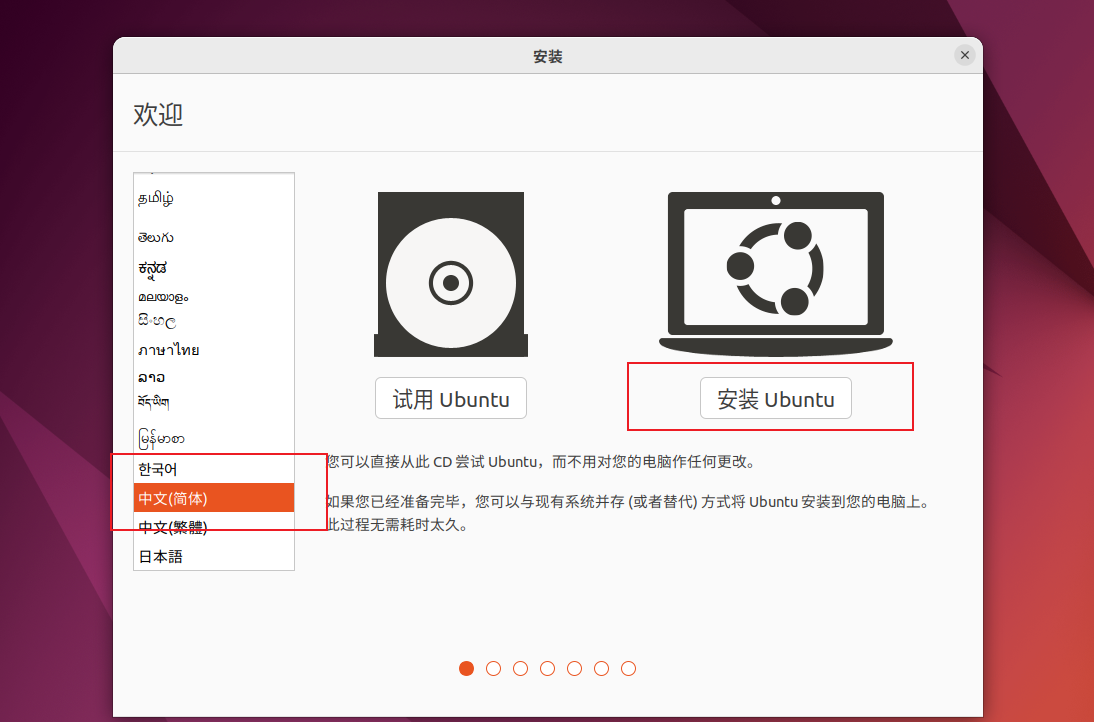 安装
欢迎
தமிழ்
తెలుగు
ಕನ್ನಡ
മലയാളം
සිංහල
ภาษาไทย
ລາວ
བོད་ཡིག
မြန်မာစာ
한국어
中文(简体)
中文(繁體)
日本語
试用 Ubuntu
安装 Ubuntu
您可以直接从此 CD 尝试 Ubuntu，而不用对您的电脑作任何更改。
如果您已经准备完毕，您可以与现有系统并存 (或者替代) 方式将 Ubuntu 安装到您的电脑上。
此过程无需耗时太久。